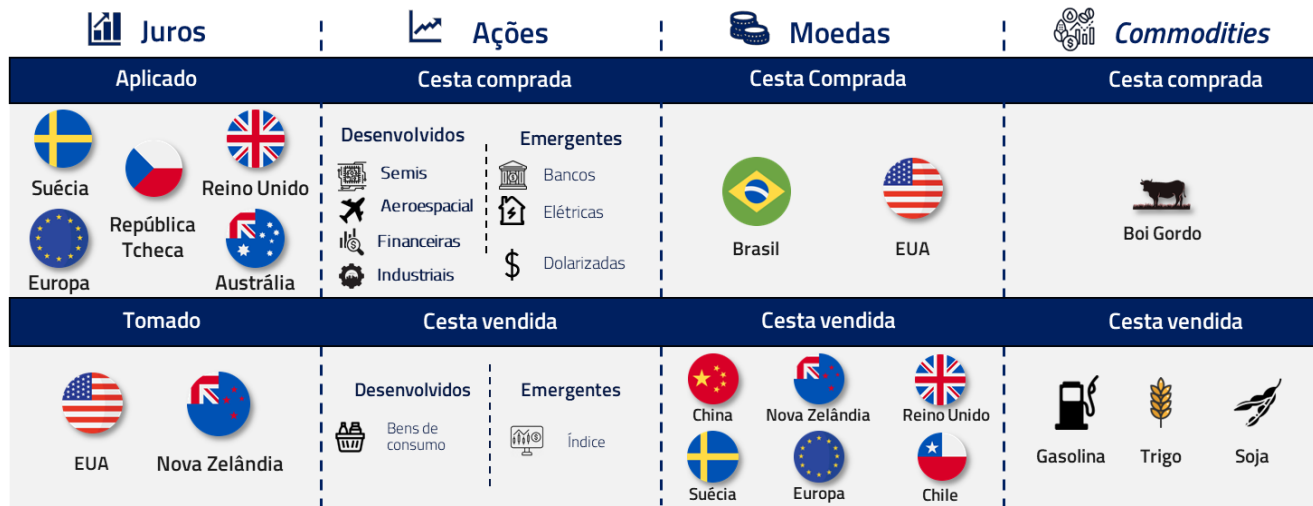 Juros
Ações
Moedas
Commodities
Aplicado
Cesta comprada
Cesta Comprada
Cesta comprada
Suécia
República
Tcheca
Reino Unido
Europa
Austrália
Desenvolvidos
Semis
Aeroespacial
Financeiras
Industriais
Emergentes
Bancos
Elétricas
Dolarizadas
Brasil
EUA
Boi Gordo
Tomado
Cesta vendida
Cesta vendida
Cesta vendida
EUA
Nova Zelândia
Desenvolvidos
Bens de
consumo
Emergentes
Índice
China
Nova Zelândia
Reino Unido
Suécia
Europa
Chile
Gasolina
Trigo
Soja